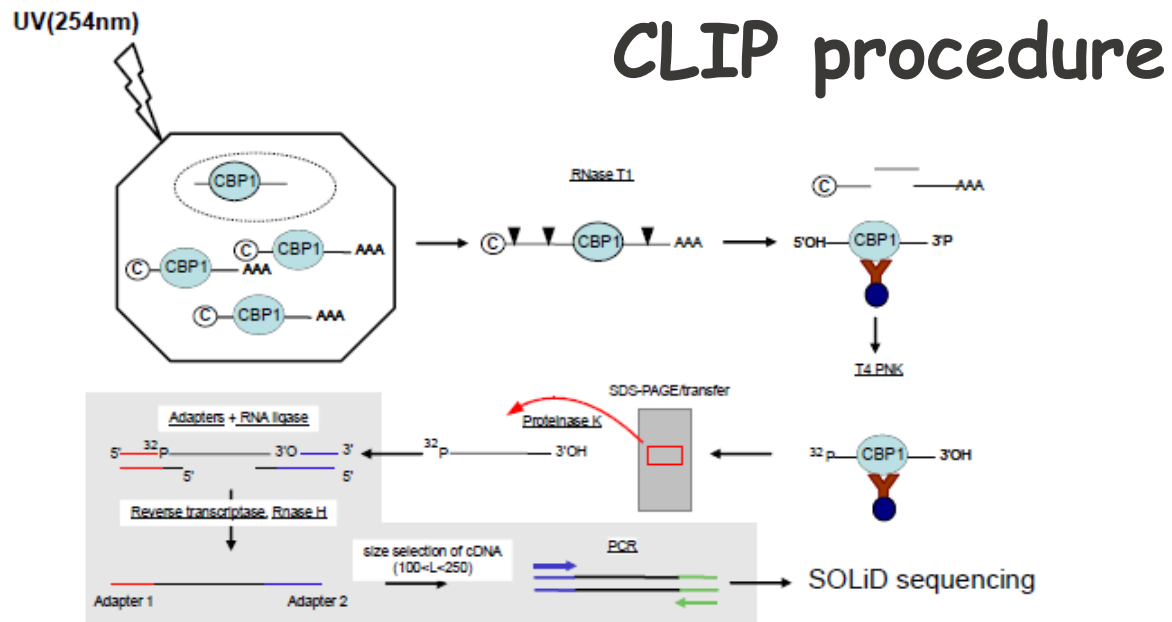 UV(254nm)
CLIP procedure
CBP1
C CBP1 AAA
C CBP1 AAA
C CBP1 AAA
RNase T1
C CBP1 AAA
C AAA
5'OH CBP1 3'P
T4 PNK
32P CBP1 3'OH
SDS-PAGE/transfer
Proteinase K
32P 3'OH
Adapters + RNA ligase
5' 32P 3'O 3'
5' 5'
Reverse transcriptase, Rnase H
Adapter 1 Adapter 2
size selection of cDNA
(100<L<250)
PCR
SOLiD sequencing